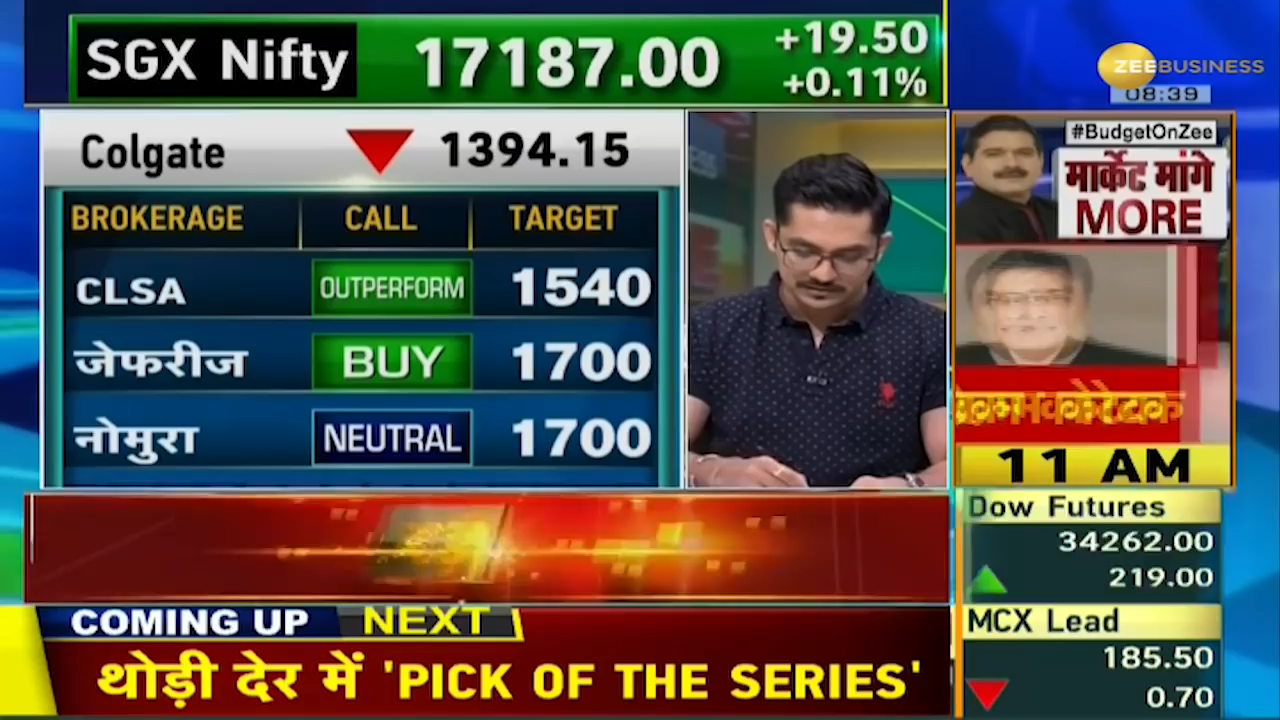 SGX Nifty
17187.00
+19.50
+0.11%
ZEEBUSINESS
08:39
Colgate
1394.15
BROKERAGE CALL TARGET
CLSA OUTPERFORM 1540
जेफरीज BUY 1700
नोमुरा NEUTRAL 1700
#BudgetOnZee
मार्केट मांगे
MORE
11 AM
Dow Futures
34262.00
219.00
MCX Lead
185.50
0.70
COMING UP NEXT
थोड़ी देर में 'PICK OF THE SERIES'